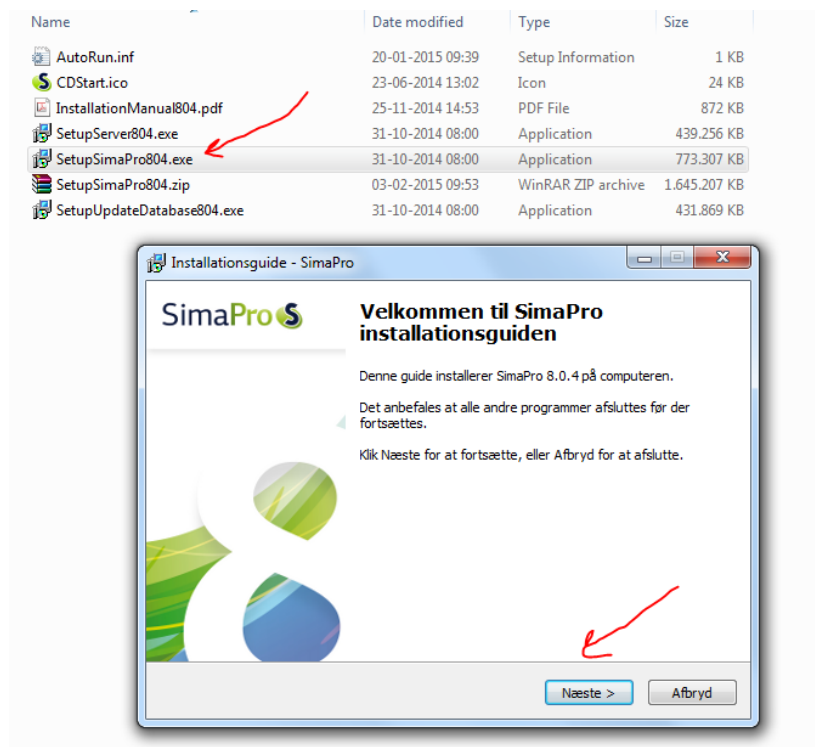 Name Date modified Type Size
AutoRun.inf 20-01-2015 09:39 Setup Information 1 KB
CDStart.ico 23-06-2014 13:02 Icon 24 KB
InstallationManual804.pdf 25-11-2014 14:53 PDF File 872 KB
SetupServer804.exe 31-10-2014 08:00 Application 439.256 KB
SetupSimaPro804.exe 31-10-2014 08:00 Application 773.307 KB
SetupSimaPro804.zip 03-02-2015 09:53 WinRAR ZIP archive 1.645.207 KB
SetupUpdateDatabase804.exe 31-10-2014 08:00 Application 431.869 KB
Installationsguide - SimaPro
SimaPro
Velkommen til SimaPro
installationsguiden
Denne guide installerer SimaPro 8.0.4 på computeren.
Det anbefales at alle andre programmer afsluttes før der
fortsættes.
Klik Næste for at fortsætte, eller Afbryd for at afslutte.
8
Næste > Afbryd